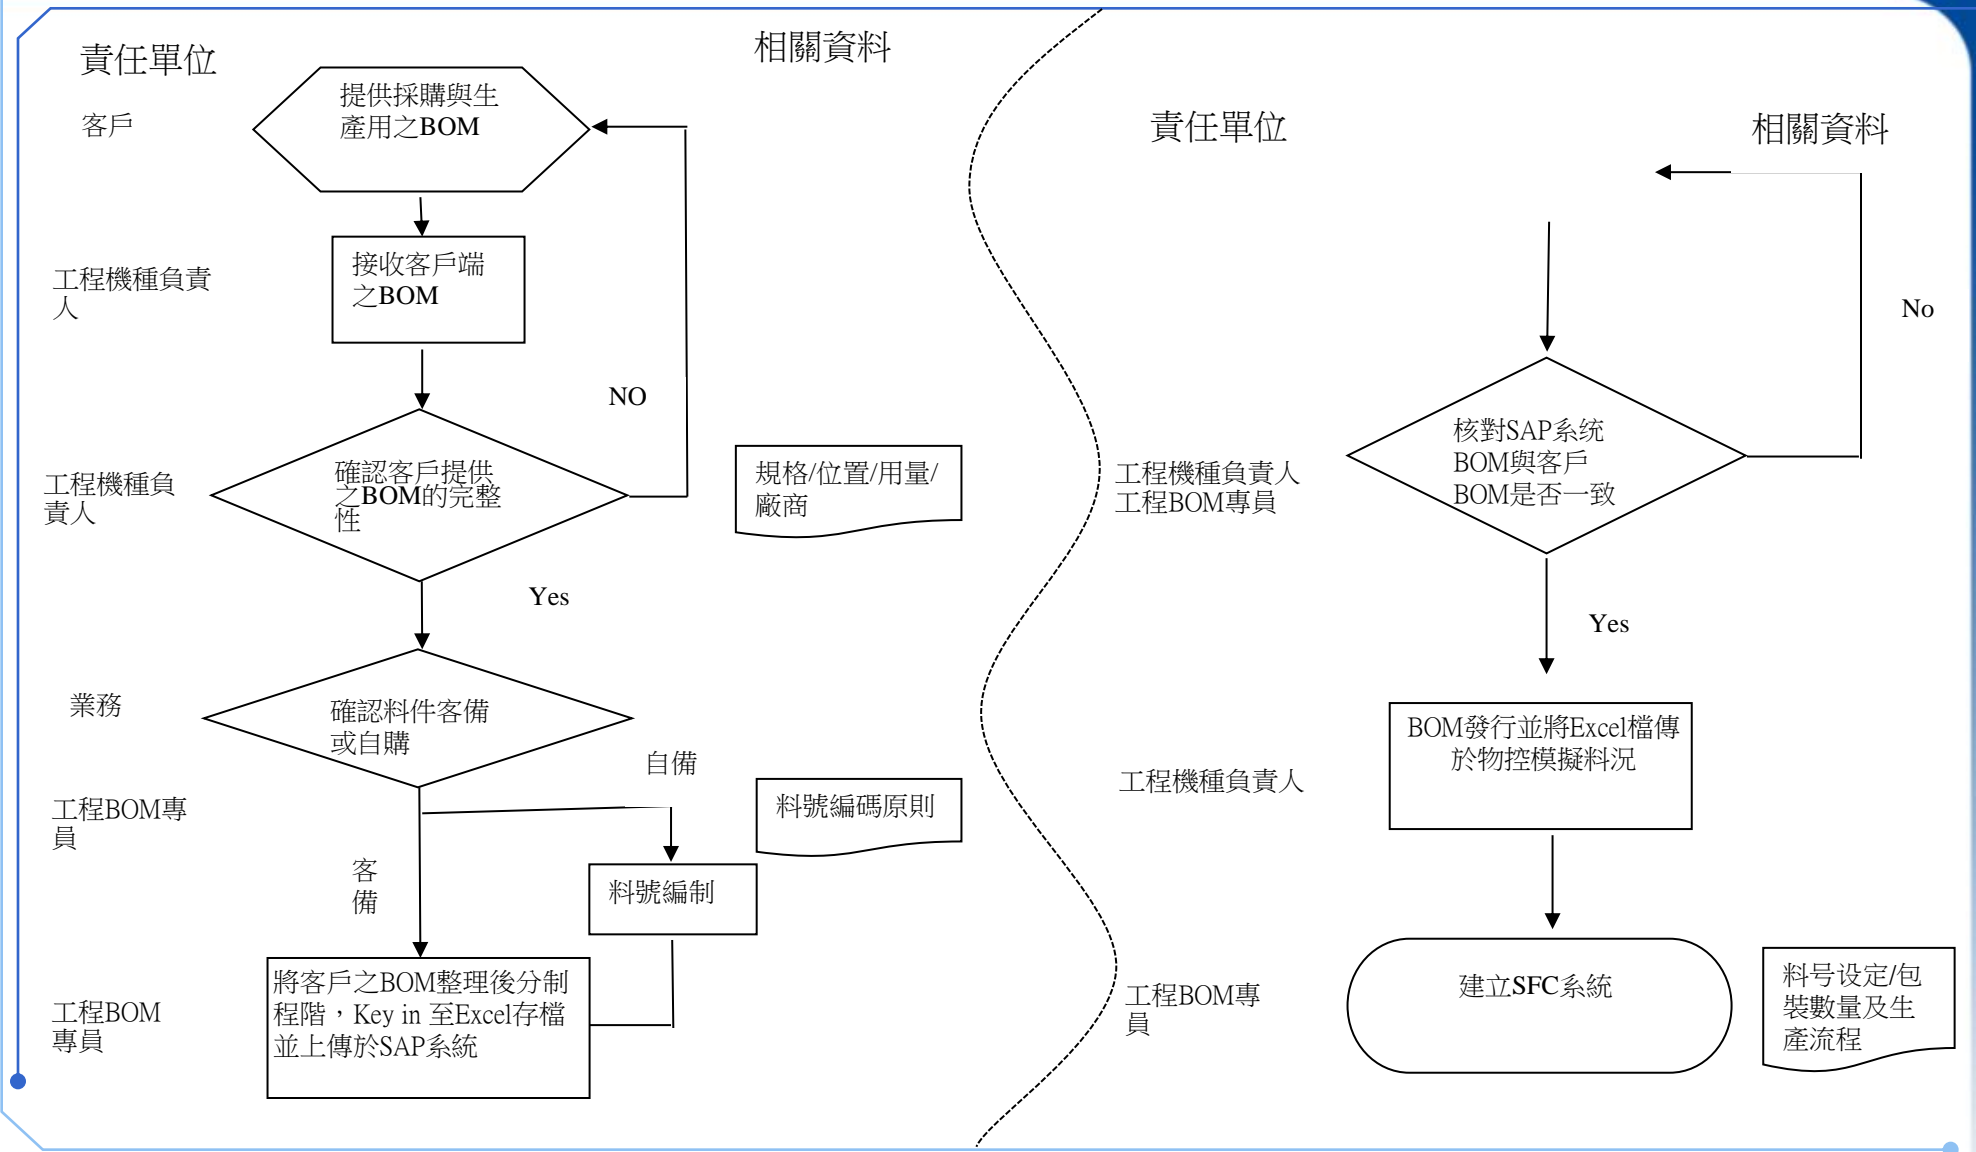 責任單位
相關資料
客戶
提供採購與生
產用之BOM
工程機種負責
人
接收客戶端
之BOM
NO
工程機種負
責人
確認客戶提供
之BOM的完整
性
規格/位置/用量/
廠商
Yes
業務
確認料件客備
或自購
自備
工程BOM專
員
料號編碼原則
客
備
料號編制
工程BOM
專員
將客戶之BOM整理後分制
程階，Key in 至Excel存檔
並上傳於SAP系統
責任單位
相關資料
No
工程機種負責人
工程BOM專員
核對SAP系统
BOM與客戶
BOM是否一致
Yes
工程機種負責人
BOM發行並將Excel檔傳
於物控模擬料況
工程BOM專
員
建立SFC系統
料号设定/包
裝數量及生
產流程